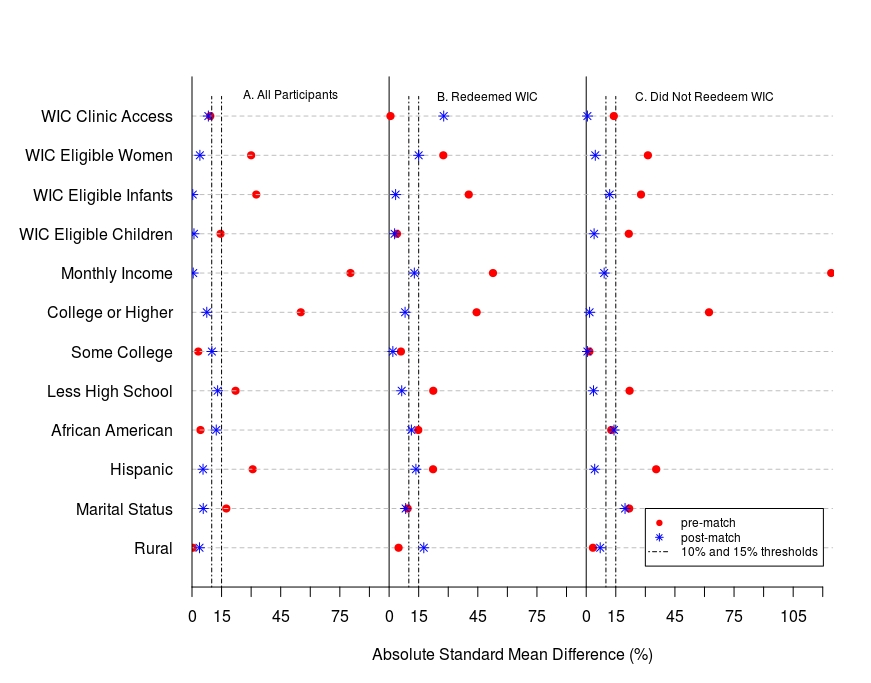 A. All Participants
B. Redeemed WIC
C. Did Not Reedeem WIC
WIC Clinic Access
WIC Eligible Women
WIC Eligible Infants
WIC Eligible Children
Monthly Income
College or Higher
Some College
Less High School
African American
Hispanic
Marital Status
Rural
pre-match
post-match
10% and 15% thresholds
0 15 45 75 0 15 45 75 0 15 45 75 105
Absolute Standard Mean Difference (%)